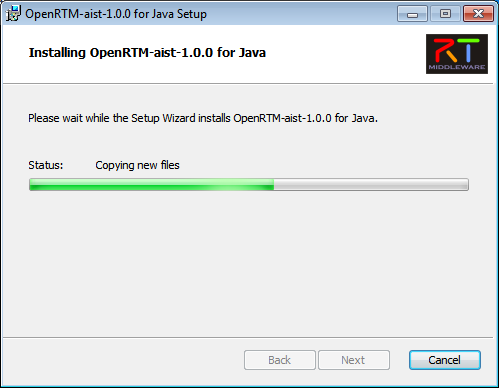 OpenRTM-aist-1.0.0 for Java Setup
Installing OpenRTM-aist-1.0.0 for Java
RT
MIDDLEWARE
Please wait while the Setup Wizard installs OpenRTM-aist-1.0.0 for Java.
Status: Copying new files
Back Next Cancel